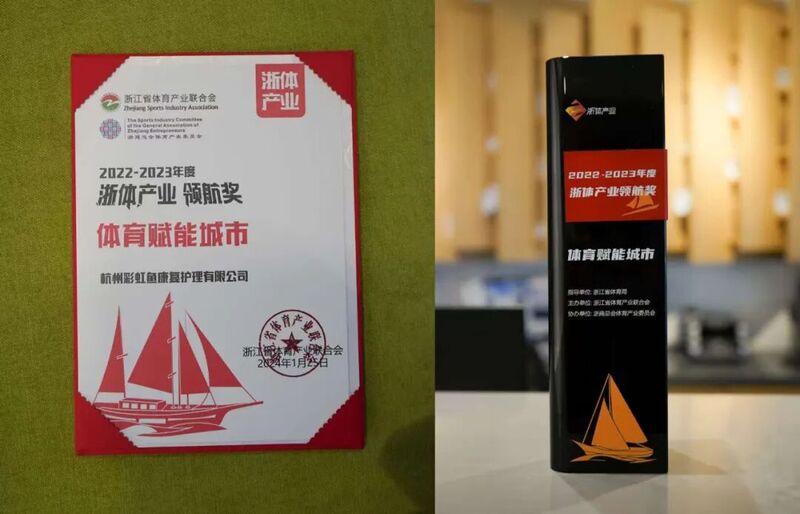 浙江省体育产业联合会
Zhejiang Sports Industry Association
浙体
产业
The Sports Industry Committee
of the General Association of
Zhejiang Entrepreneurs
浙商总会体育产业委员会
2022-2023年度
浙体产业 领航奖
体育赋能城市
杭州彩虹鱼康复护理有限公司
浙江省体育产业联合会
2024年1月25日
浙体产业
2022-2023年度
浙体产业领航奖
体育赋能城市
指导单位: 浙江省体育局
主办单位: 浙江省体育产业联合会
协办单位: 浙商总会体育产业委员会